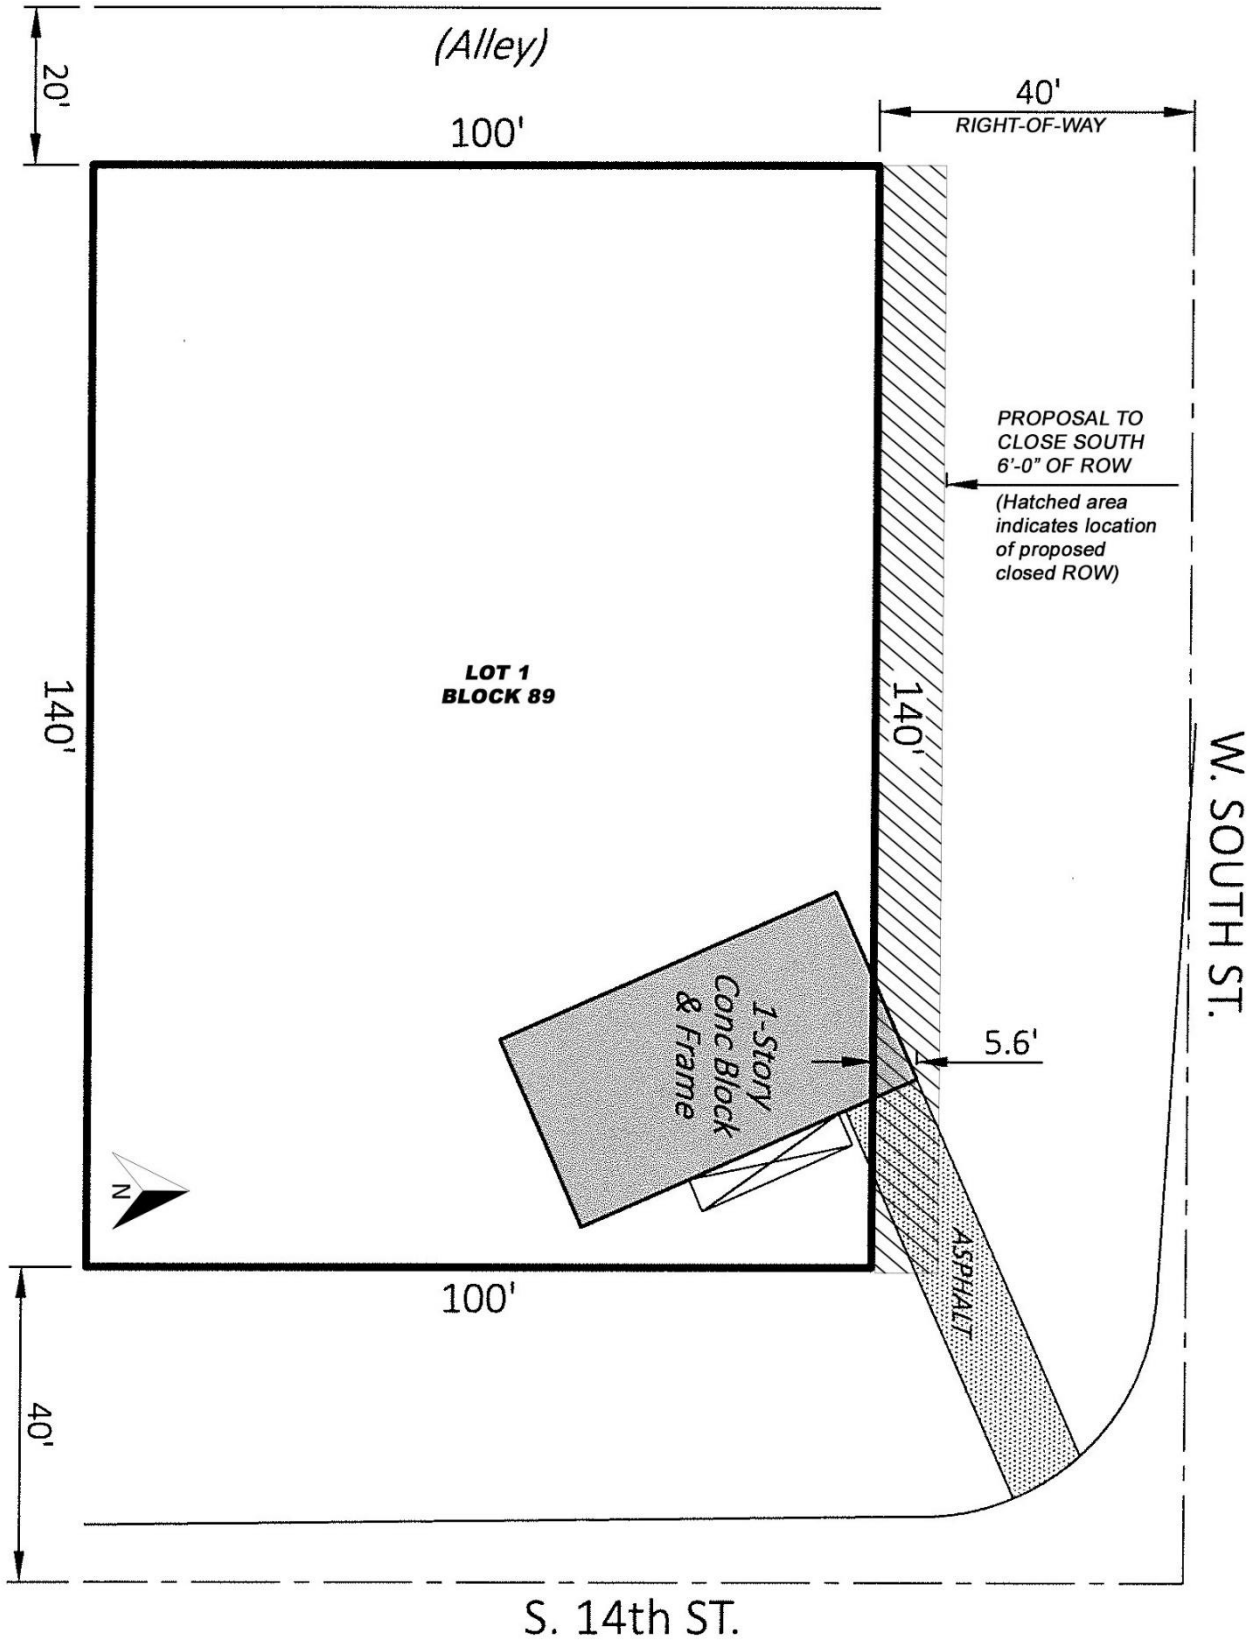 (Alley)
20'
100'
40'
RIGHT-OF-WAY
PROPOSAL TO
CLOSE SOUTH
6'-0" OF ROW
(Hatched area
indicates location
of proposed
closed ROW)
LOT 1
BLOCK 89
140'
140'
W. SOUTH ST.
1-Story
Conc Block
& Frame
5.6'
N
ASPHALT
100'
40'
S. 14th ST.